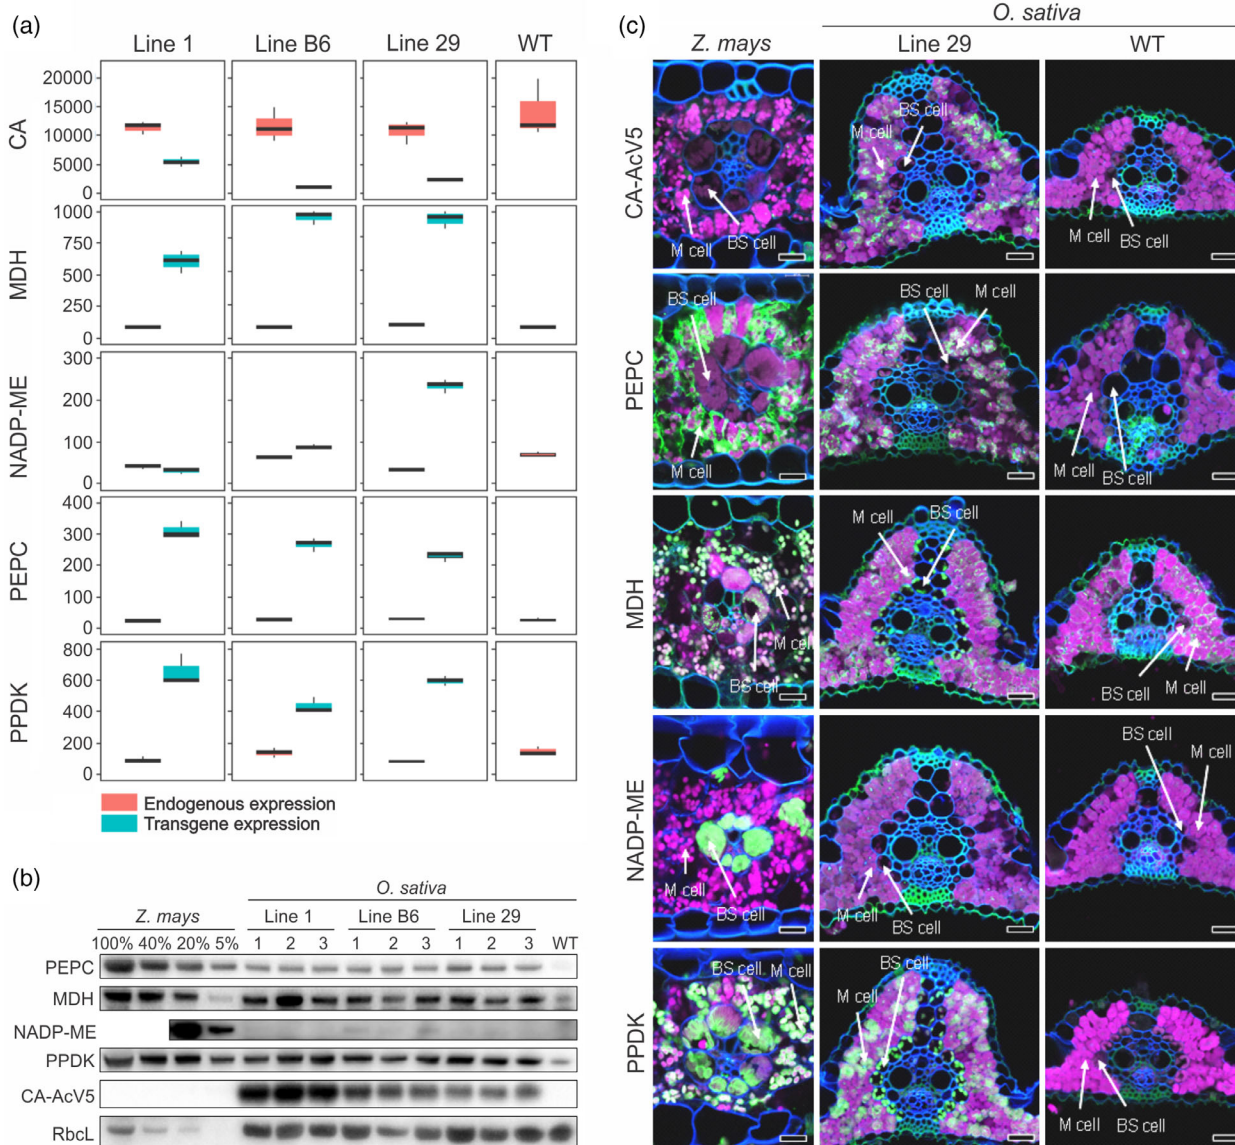 (a)
Line 1 Line B6 Line 29 WT
CA
20000
15000
10000
5000
0
MDH
1000
750
500
250
0
NADP-ME
300
200
100
0
PEPC
400
300
200
100
0
PPDK
800
600
400
200
0
Endogenous expression
Transgene expression
(b)
O. sativa
Z. mays Line 1 Line B6 Line 29
100% 40% 20% 5% 1 2 3 1 2 3 1 2 3 WT
PEPC
MDH
NADP-ME
PPDK
CA-AcV5
RbcL
(c)
O. sativa
Z. mays Line 29 WT
CA-AcV5
M cell BS cell
BS cell
M cell
M cell BS cell
PEPC
BS cell
M cell
BS cell M cell
M cell
BS cell
MDH
M cell
BS cell
M cell BS cell
BS cell M cell
NADP-ME
M cell
BS cell
M cell
BS cell
BS cell
M cell
PPDK
BS cell M cell
BS cell
M cell
M cell
BS cell